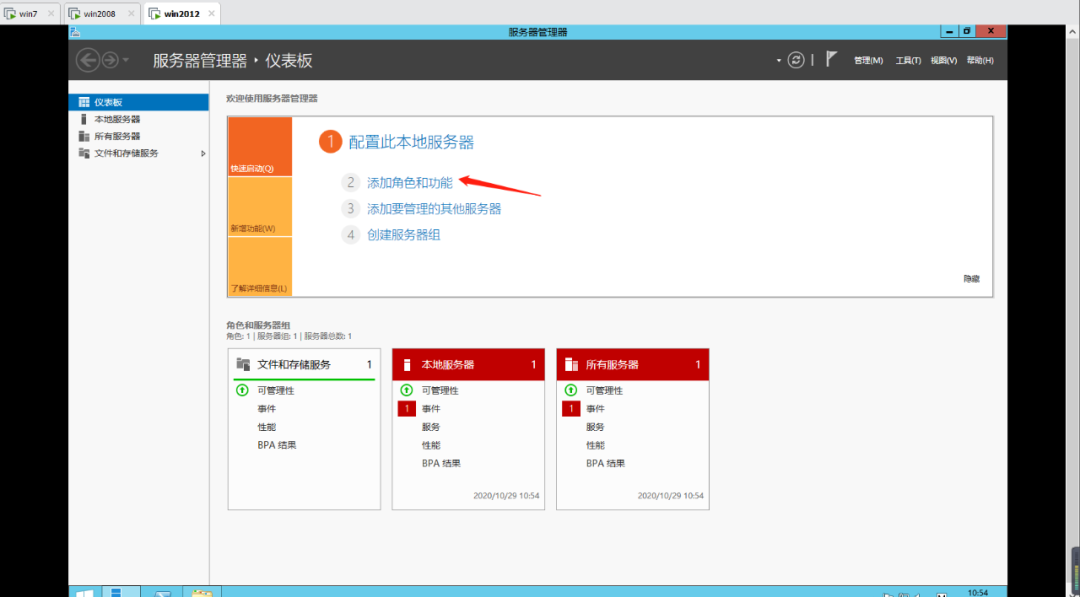 win7 win2008 win2012
服务器管理器
服务器管理器 · 仪表板
管理(M) 工具(T) 视图(V) 帮助(H)
仪表板
本地服务器
所有服务器
文件和存储服务
欢迎使用服务器管理器
快速启动(Q)
新增功能(W)
了解详细信息(L)
1 配置此本地服务器
2 添加角色和功能
3 添加要管理的其他服务器
4 创建服务器组
隐藏
角色和服务器组
角色: 1 | 服务器组: 1 | 服务器总数: 1
文件和存储服务 1
可管理性
事件
性能
BPA 结果
本地服务器 1
可管理性
1 事件
服务
性能
BPA 结果
2020/10/29 10:54
所有服务器 1
可管理性
1 事件
服务
性能
BPA 结果
2020/10/29 10:54
10:54